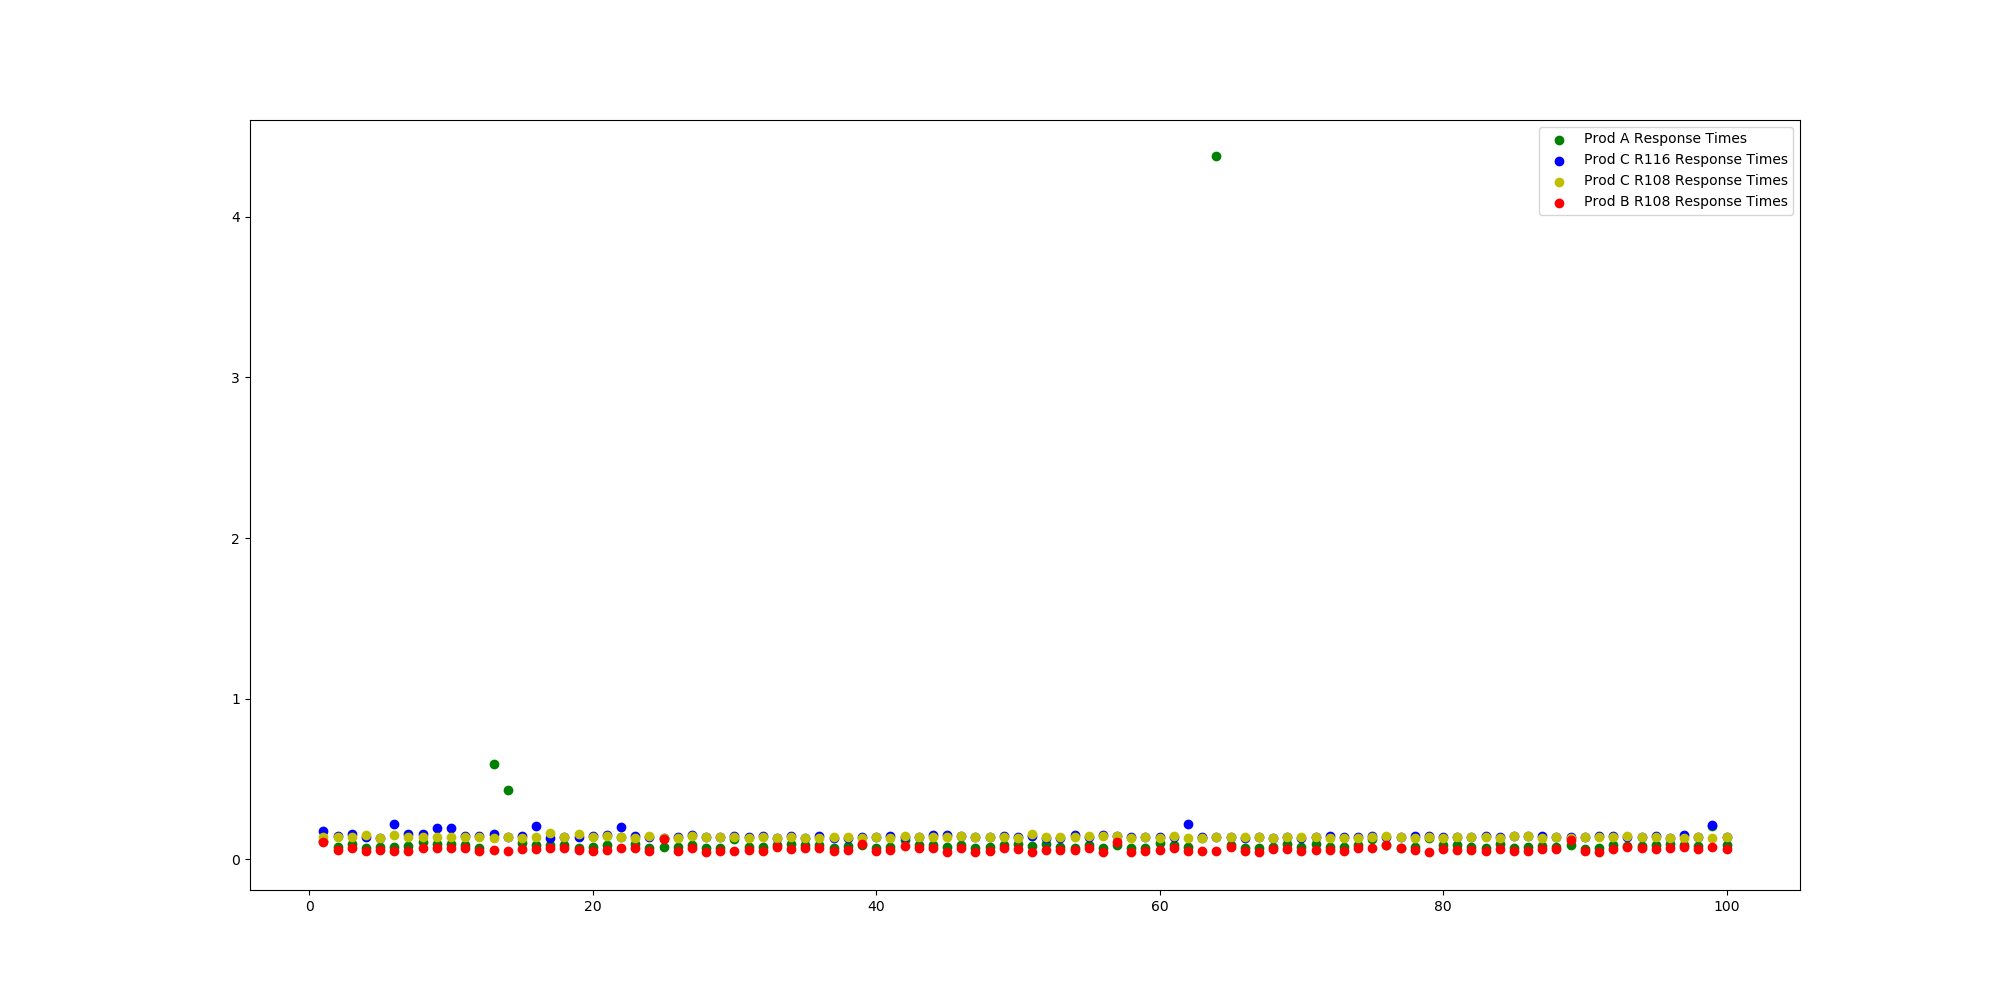 Prod A Response Times
Prod C R116 Response Times
Prod C R108 Response Times
Prod B R108 Response Times
4
3
2
1
0
0 20 40 60 80 100